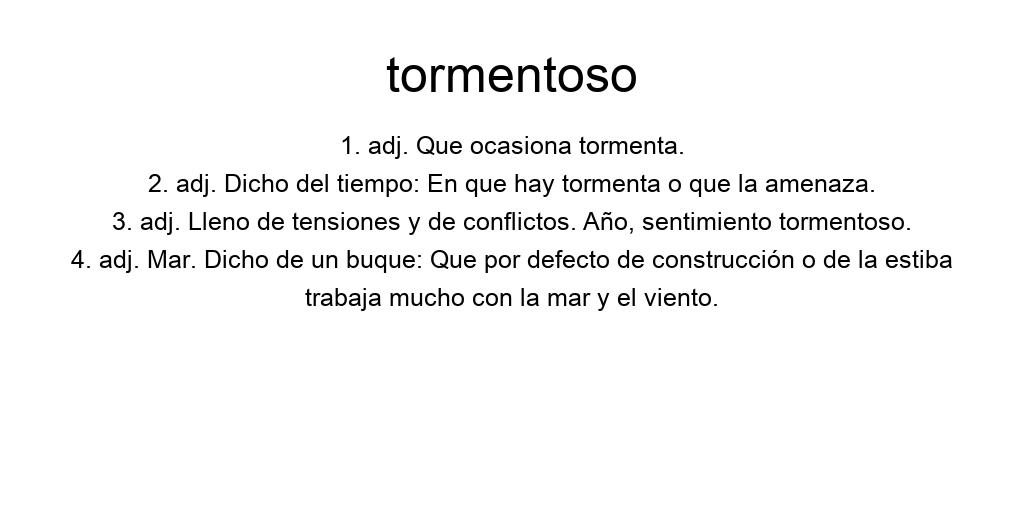 tormentoso
1. adj. Que ocasiona tormenta.
2. adj. Dicho del tiempo: En que hay tormenta o que la amenaza.
3. adj. Lleno de tensiones y de conflictos. Año, sentimiento tormentoso.
4. adj. Mar. Dicho de un buque: Que por defecto de construcción o de la estiba
trabaja mucho con la mar y el viento.